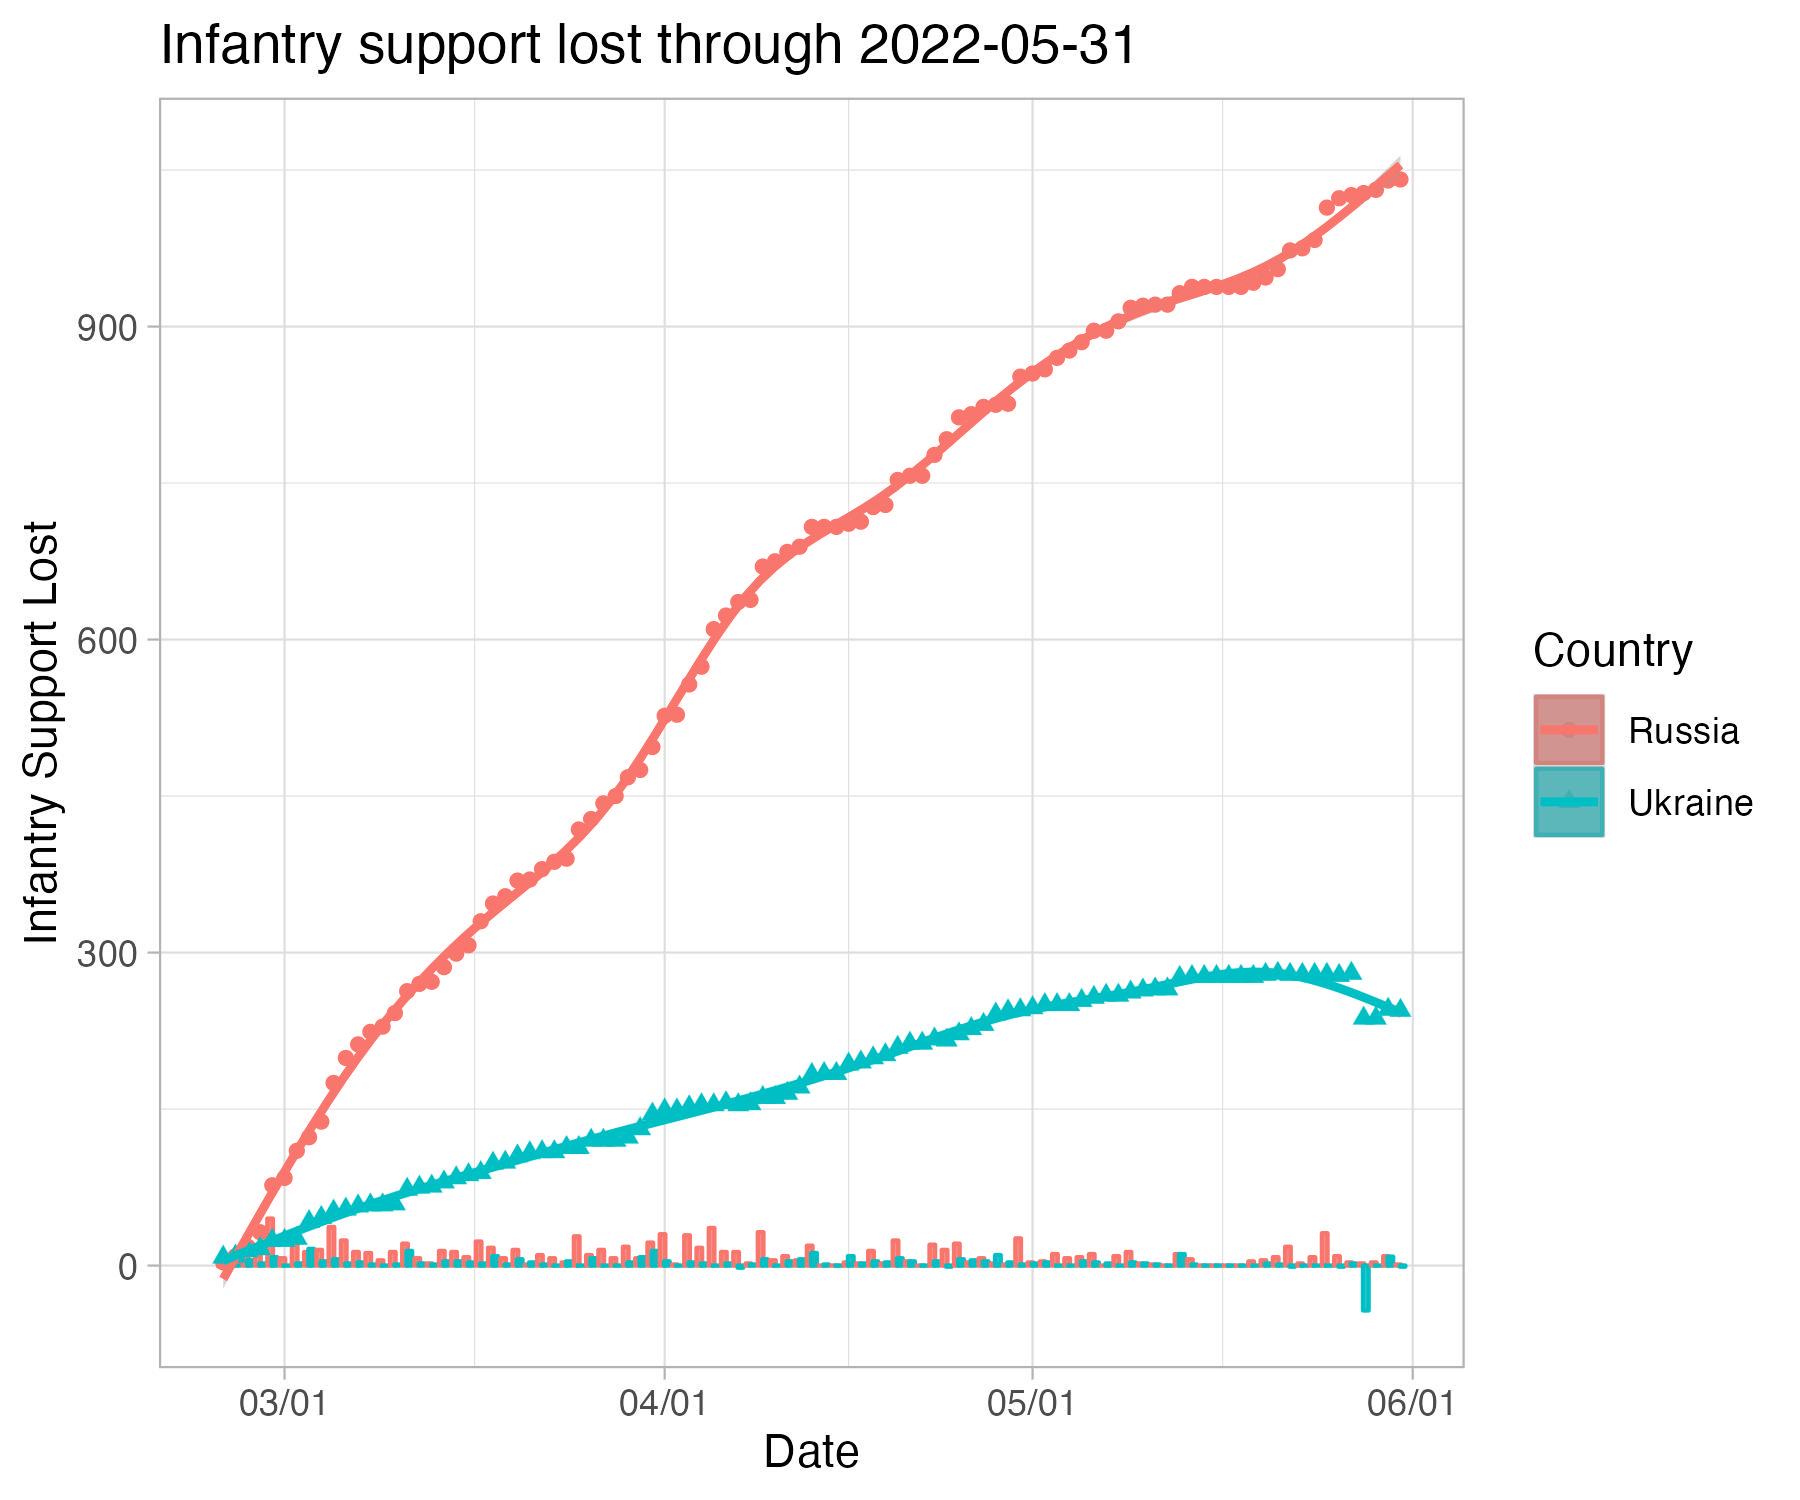 Infantry support lost through 2022-05-31
Infantry Support Lost
900
600
300
0
03/01
04/01
05/01
06/01
Date
Country
Russia
Ukraine